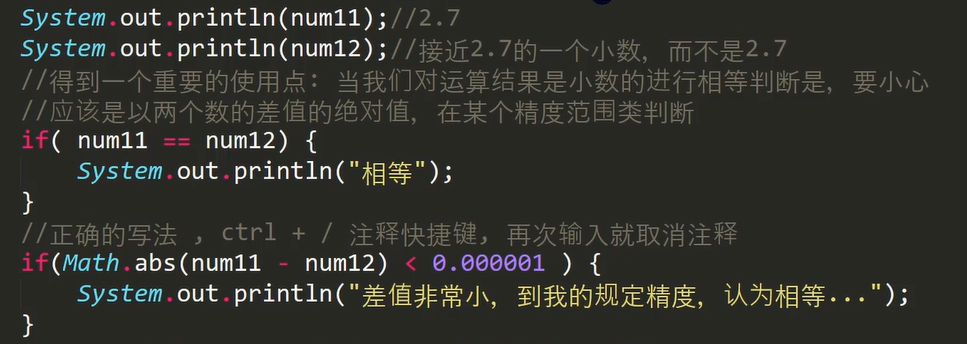 System.out.println(num11);//2.7
System.out.println(num12);//接近2.7的一个小数，而不是2.7
//得到一个重要的使用点：当我们对运算结果是小数的进行相等判断是，要小心
//应该是以两个数的差值的绝对值，在某个精度范围类判断
if( num11 == num12) {
    System.out.println("相等");
}
//正确的写法 , ctrl + / 注释快捷键, 再次输入就取消注释
if(Math.abs(num11 - num12) < 0.000001 ) {
    System.out.println("差值非常小，到我的规定精度，认为相等...");
}